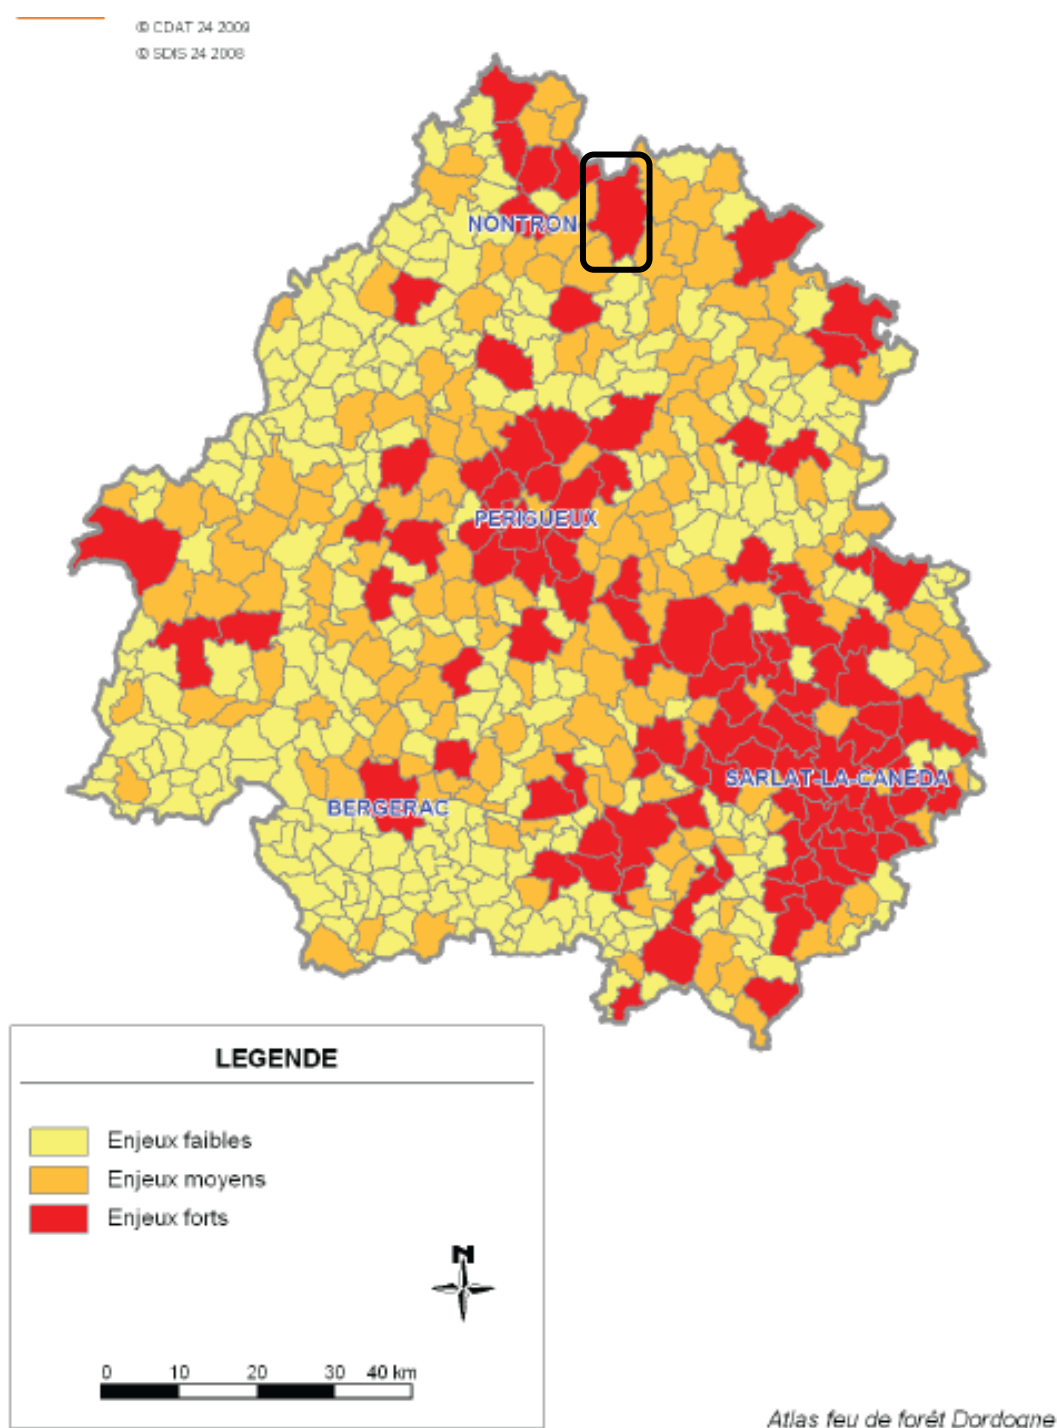 © CDAT 24 2009
© SDIS 24 2008
NONTRON
PERIGUEUX
SARLAT-LA-CANÉDA
BERGERAC
LEGENDE
Enjeux faibles
Enjeux moyens
Enjeux forts
N
0 10 20 30 40 km
Atlas feu de forêt Dordogne